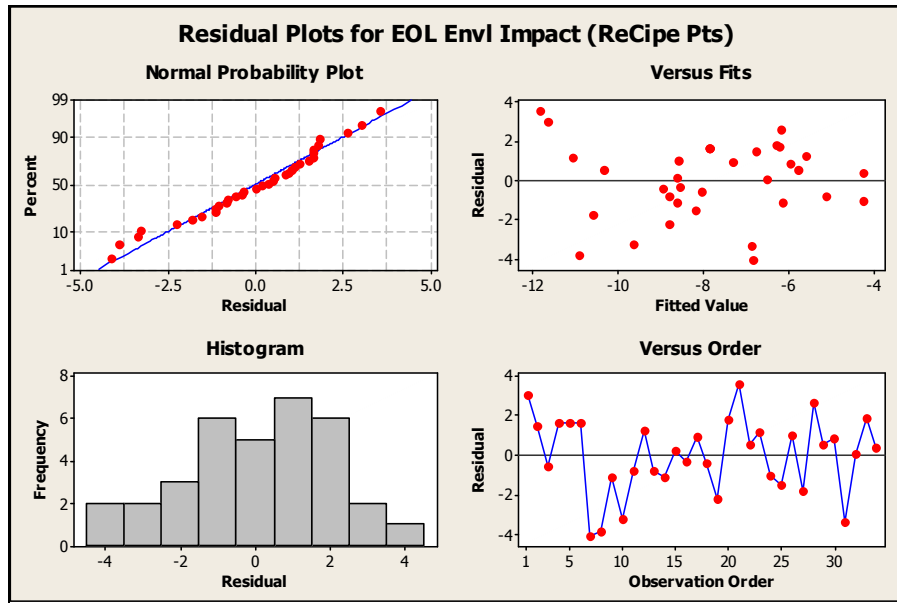 Residual Plots for EOL Envl Impact (ReCipe Pts)
Normal Probability Plot
99
90
50
10
1
Percent
-5.0 -2.5 0.0 2.5 5.0
Residual
Versus Fits
4
2
0
-2
-4
Residual
-12 -10 -8 -6 -4
Fitted Value
Histogram
8
6
4
2
0
Frequency
-4 -2 0 2 4
Residual
Versus Order
4
2
0
-2
-4
Residual
1 5 10 15 20 25 30
Observation Order